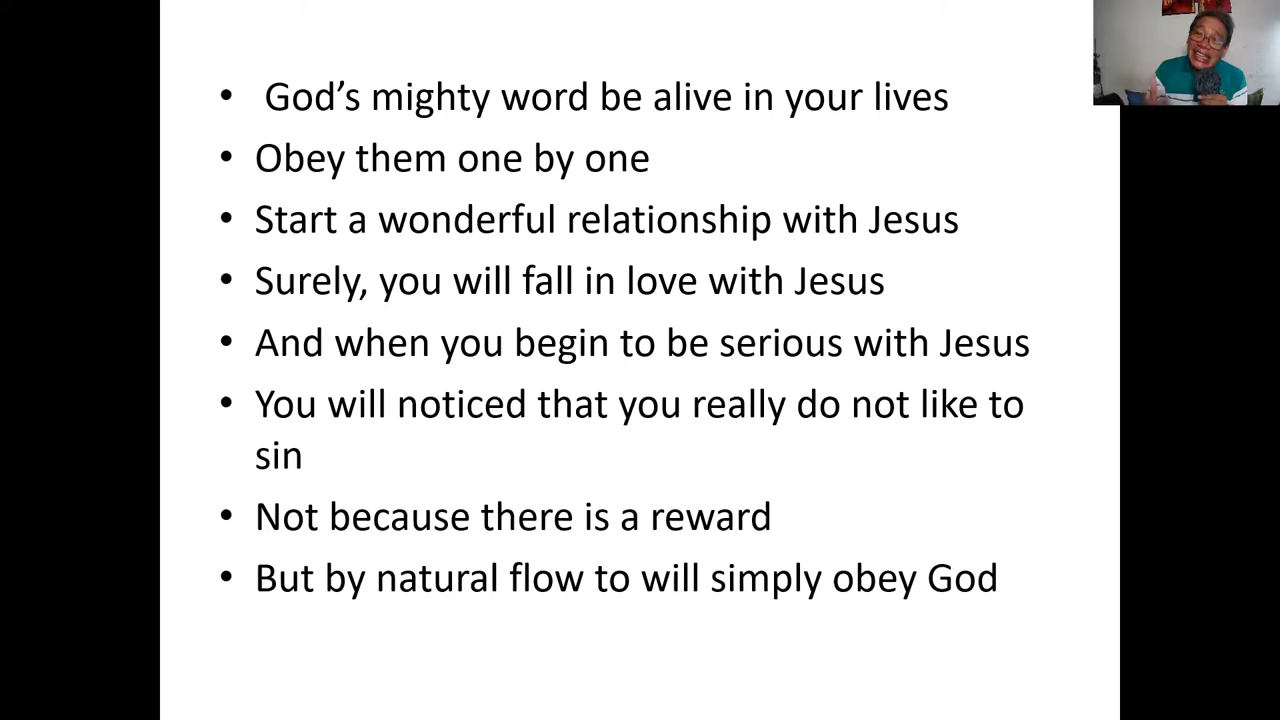 • God’s mighty word be alive in your lives
• Obey them one by one
• Start a wonderful relationship with Jesus
• Surely, you will fall in love with Jesus
• And when you begin to be serious with Jesus
• You will noticed that you really do not like to
sin
• Not because there is a reward
• But by natural flow to will simply obey God